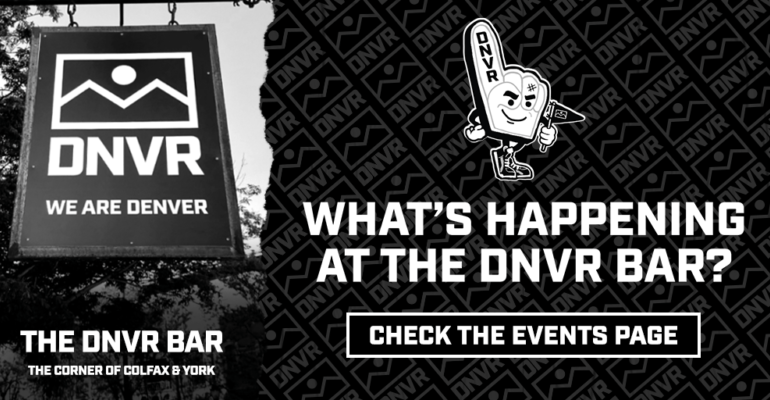 DNVR
WE ARE DENVER
THE DNVR BAR
THE CORNER OF COLFAX & YORK
DNVR
WHAT'S HAPPENING
AT THE DNVR BAR?
CHECK THE EVENTS PAGE